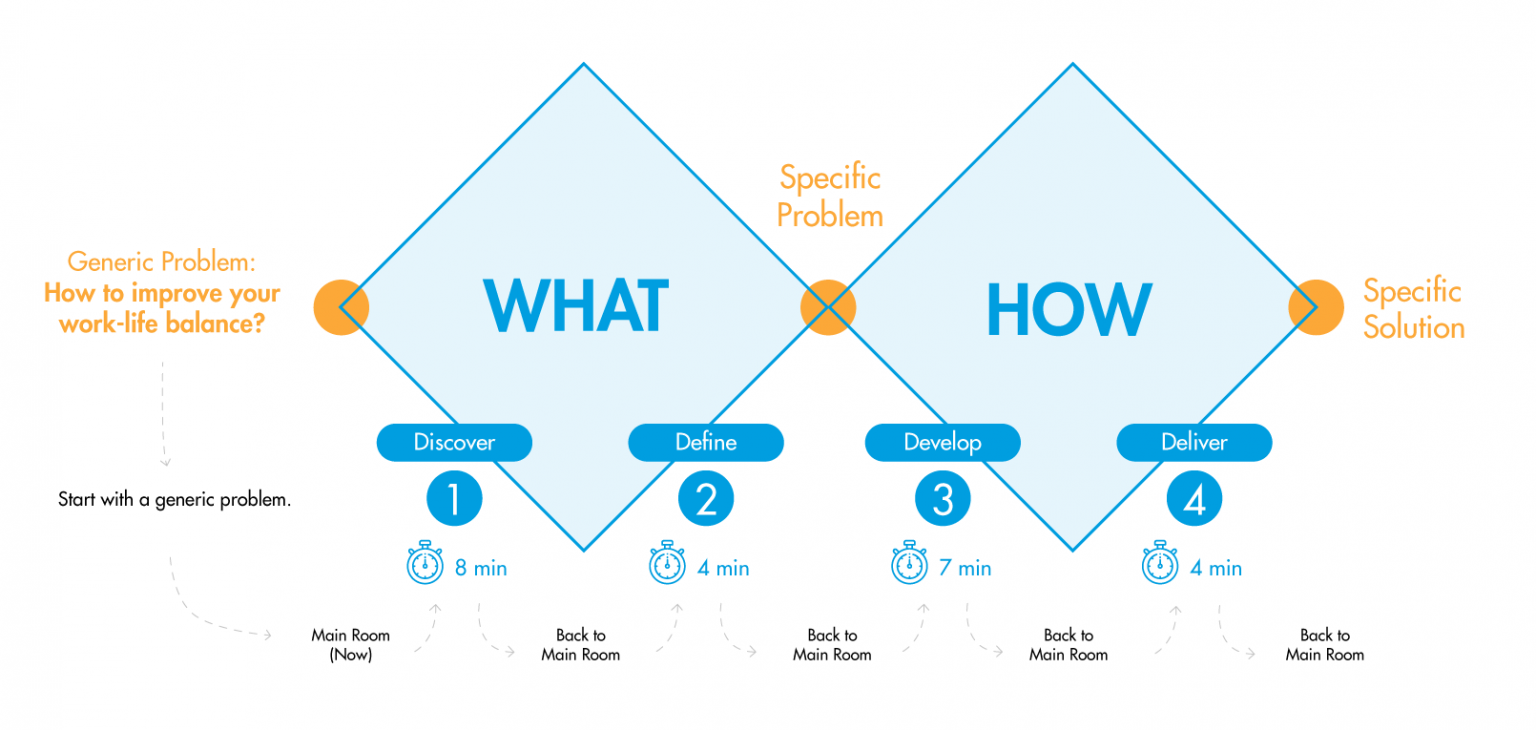 Specific
Problem
Generic Problem:
How to improve your
work-life balance?
WHAT
HOW
Specific
Solution
Discover
Define
Develop
Deliver
Start with a generic problem.
1
2
3
4
8 min
4 min
7 min
4 min
Main Room
(Now)
Back to
Main Room
Back to
Main Room
Back to
Main Room
Back to
Main Room